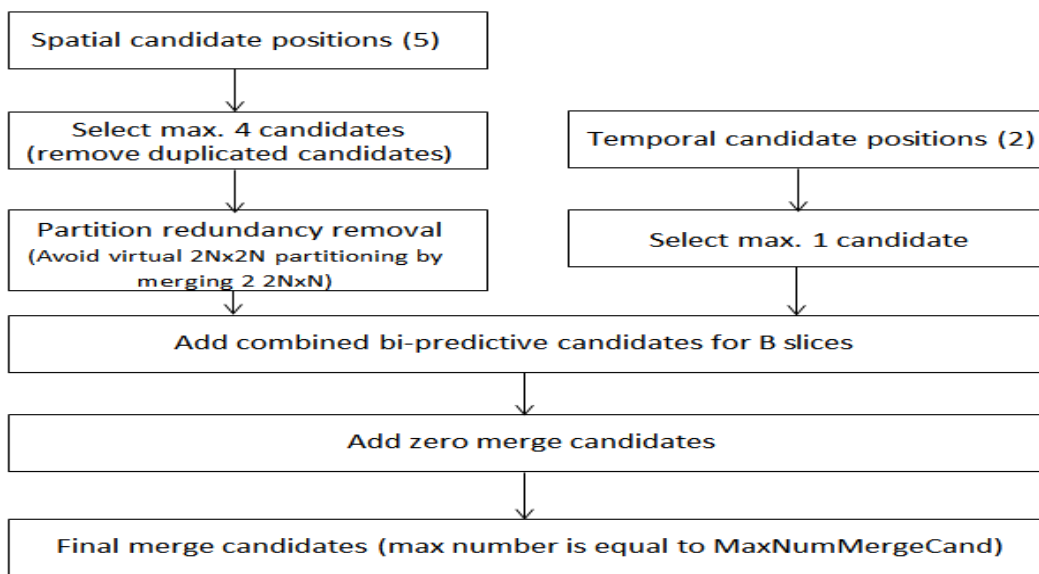 Spatial candidate positions (5)
Select max. 4 candidates
(remove duplicated candidates)
Temporal candidate positions (2)
Partition redundancy removal
(Avoid virtual 2Nx2N partitioning by
merging 2 2NxN)
Select max. 1 candidate
Add combined bi-predictive candidates for B slices
Add zero merge candidates
Final merge candidates (max number is equal to MaxNumMergeCand)